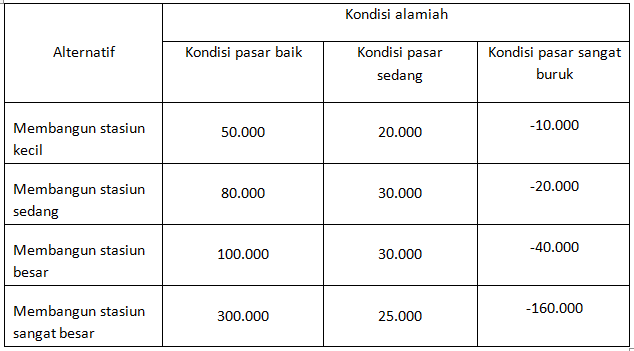 Alternatif
Kondisi alamiah
Kondisi pasar baik
Kondisi pasar
sedang
Kondisi pasar sangat
buruk
Membangun stasiun
kecil
50.000
20.000
-10.000
Membangun stasiun
sedang
80.000
30.000
-20.000
Membangun stasiun
besar
100.000
30.000
-40.000
Membangun stasiun
sangat besar
300.000
25.000
-160.000